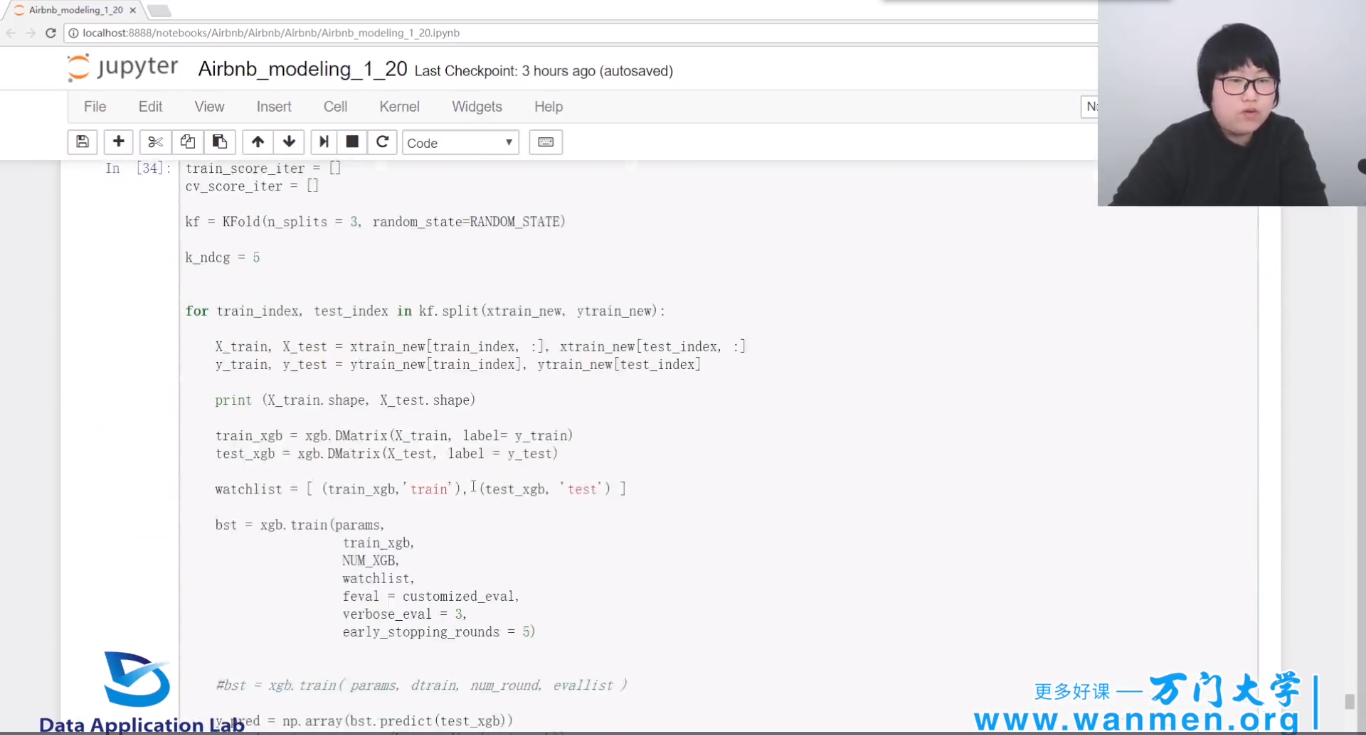 Airbnb_modeling_1_20
localhost:8888/notebooks/Airbnb/Airbnb/Airbnb/Airbnb_modeling_1_20.ipynb
jupyter Airbnb_modeling_1_20 Last Checkpoint: 3 hours ago (autosaved)
File Edit View Insert Cell Kernel Widgets Help
Code
In [34]: train_score_iter = []
cv_score_iter = []
kf = KFold(n_splits = 3, random_state=RANDOM_STATE)
k_ndcg = 5
for train_index, test_index in kf.split(xtrain_new, ytrain_new):
X_train, X_test = xtrain_new[train_index, :], xtrain_new[test_index, :]
y_train, y_test = ytrain_new[train_index], ytrain_new[test_index]
print (X_train.shape, X_test.shape)
train_xgb = xgb.DMatrix(X_train, label= y_train)
test_xgb = xgb.DMatrix(X_test, label = y_test)
watchlist = [ (train_xgb,'train'), (test_xgb, 'test') ]
bst = xgb.train(params,
train_xgb,
NUM_XGB,
watchlist,
feval = customized_eval,
verbose_eval = 3,
early_stopping_rounds = 5)
#bst = xgb.train( params, dtrain, num_round, evallist )
y_pred = np.array(bst.predict(test_xgb))
Data Application Lab
更多好课 — 万门大学
www.wanmen.org